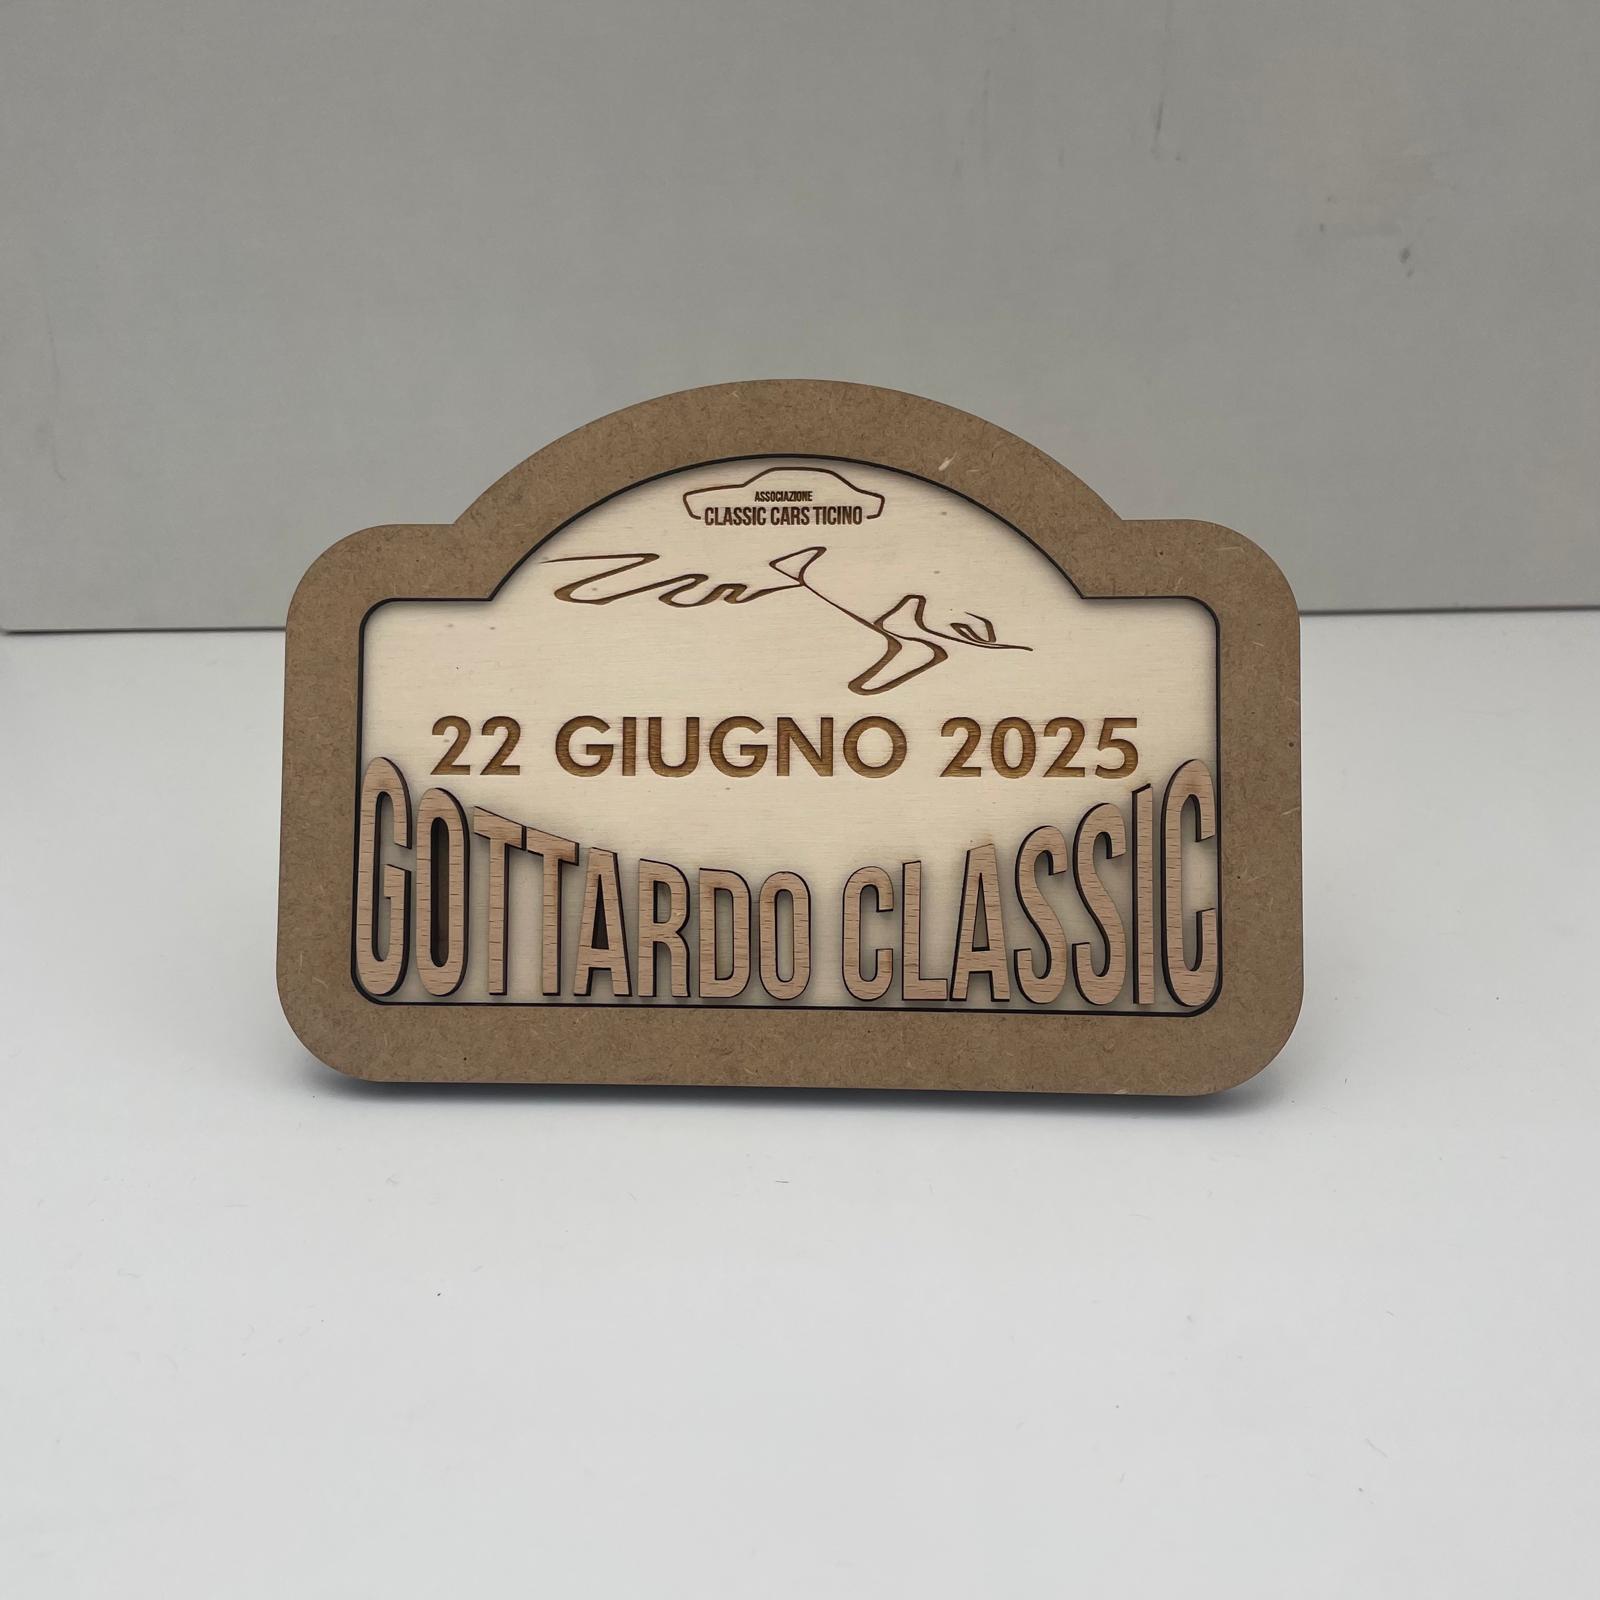 ASSOCIAZIONE
CLASSIC CARS TICINO
22 GIUGNO 2025
GOTTARDO CLASSIC